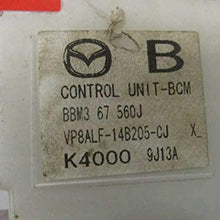 B
CONTROL UNIT-BCM
BBM3 67 560J
VP8ALF-14B205-CJ X_
K4000 9J13A